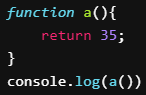 function a(){
    return 35;
}
console.log(a())